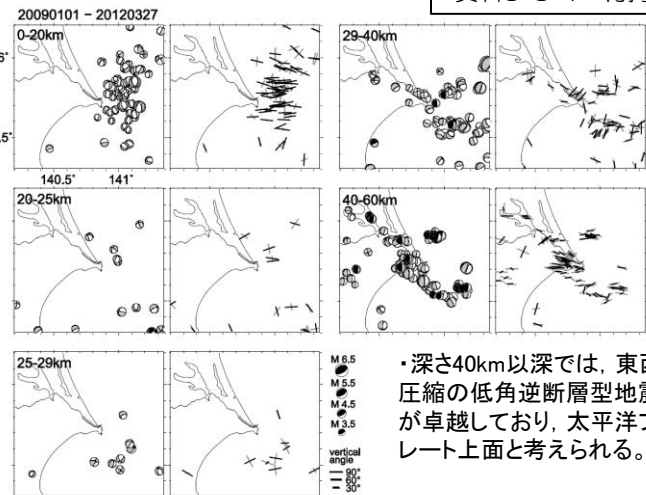 20090101 - 20120327
0-20km
29-40km
140.5° 141°
20-25km
40-60km
25-29km
M 6.5
M 5.5
M 4.5
M 3.5
vertical
angle
90°
60°
30°
・深さ40km以深では，東西
圧縮の低角逆断層型地震
が卓越しており，太平洋プ
レート上面と考えられる。